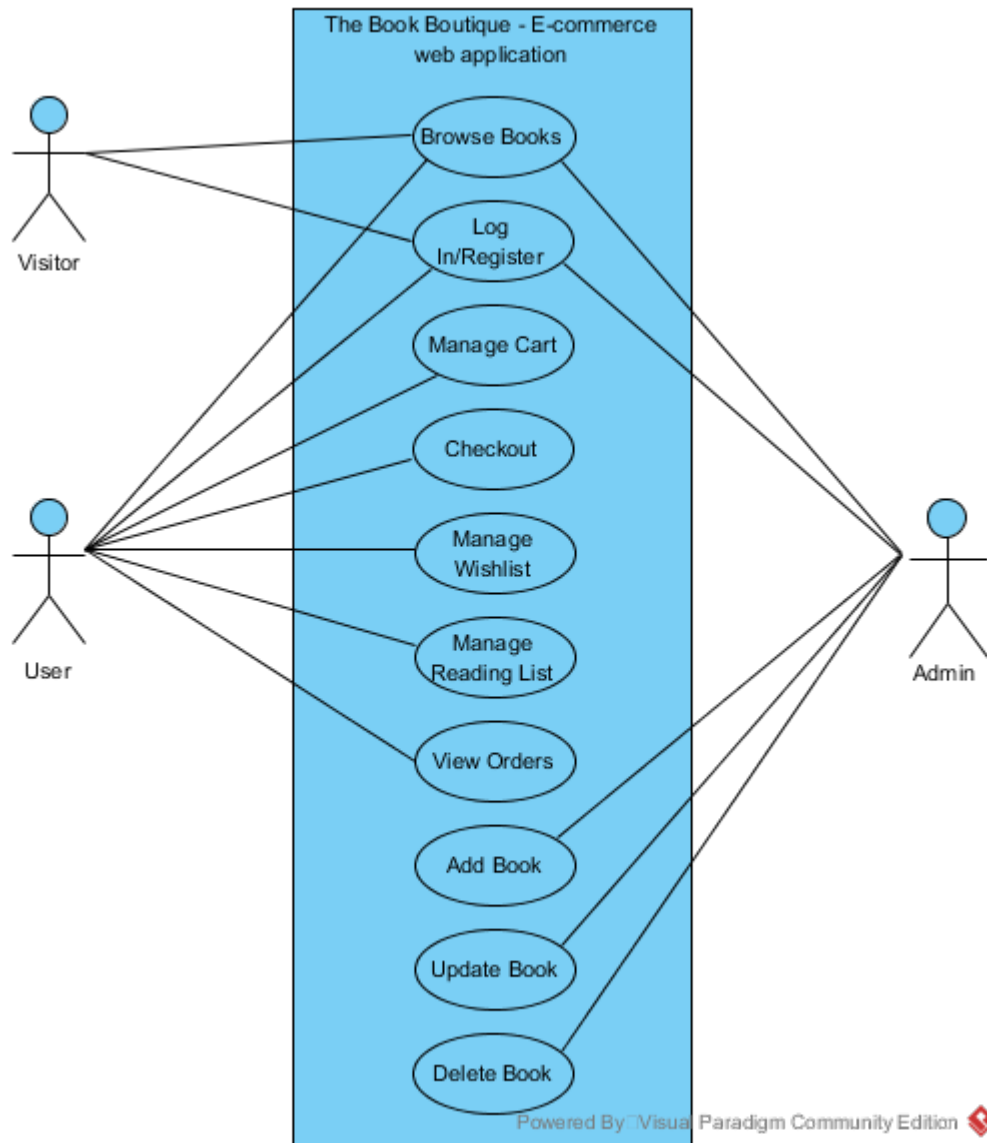 The Book Boutique - E-commerce
web application
Browse Books
Visitor
Log
In/Register
Manage Cart
Checkout
Manage
Wishlist
User
Admin
Manage
Reading List
View Orders
Add Book
Update Book
Delete Book
Powered By Visual Paradigm Community Edition